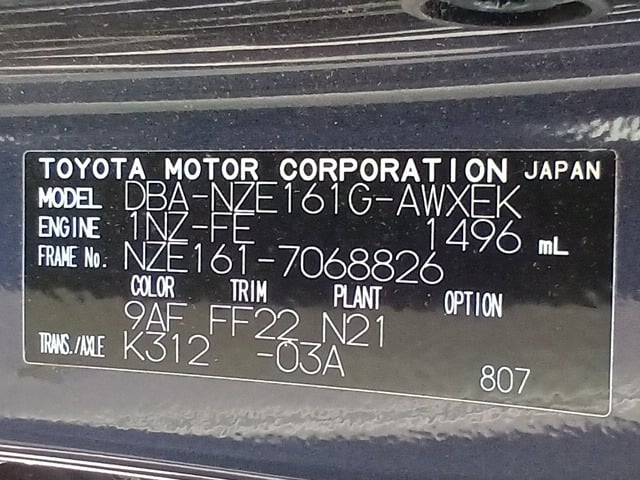 TOYOTA MOTOR CORPORATION JAPAN
MODEL DBA-NZE161G-AWXEK
ENGINE 1NZ-FE 1496 mL
FRAME No. NZE161-7068826
COLOR TRIM PLANT OPTION
9AF FF22 N21
TRANS./AXLE K312 -03A
807